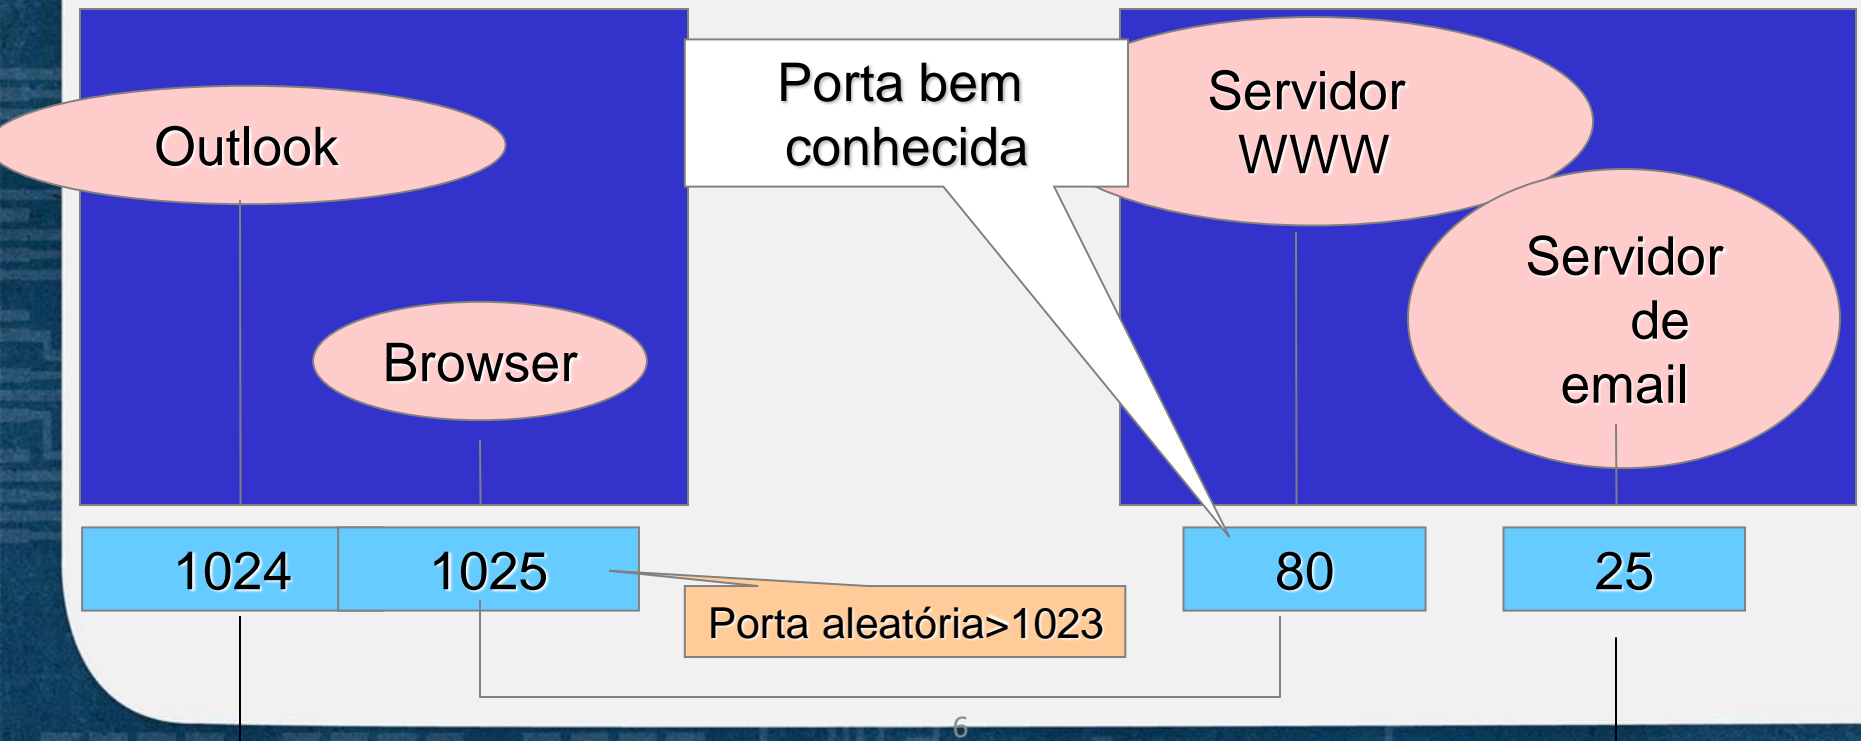 Outlook
Browser
Porta bem
conhecida
Servidor
WWW
Servidor
de
email
1024
1025
80
25
Porta aleatória>1023
6